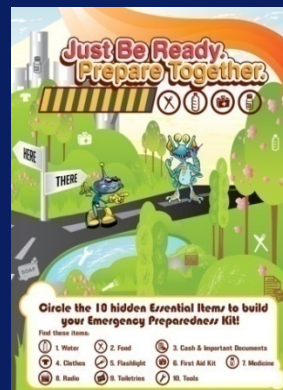 Just Be Ready.
Prepare Together.
HERE
THERE
SOAP
Circle the 10 hidden Essential Items to build
your Emergency Preparedness Kit!
Find these items:
1. Water
2. Food
3. Cash & Important Documents
4. Clothes
5. Flashlight
6. First Aid Kit
7. Medicine
8. Radio
9. Toiletries
10. Tools